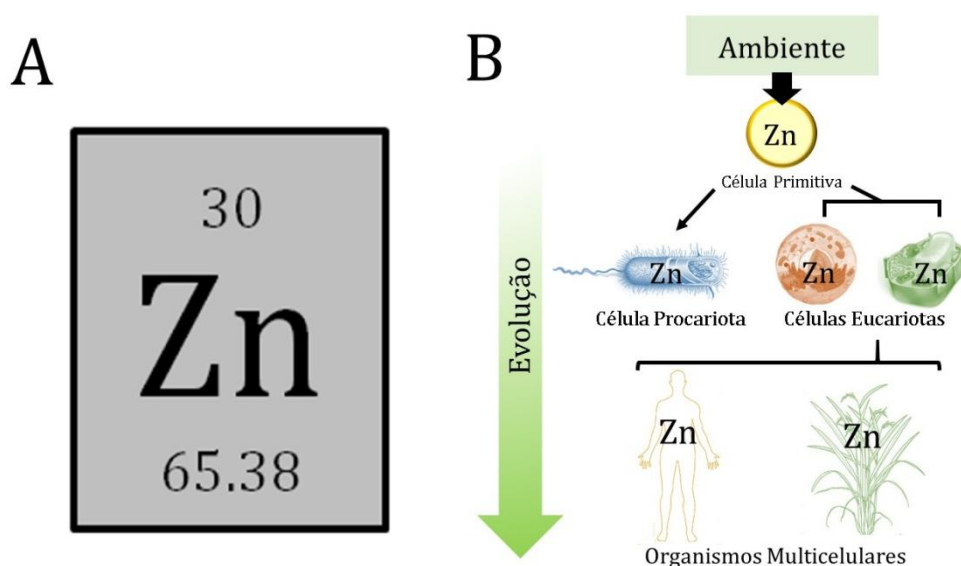 A
30
Zn
65.38
B
Ambiente
Zn
Célula Primitiva
Zn
Zn
Zn
Célula Procariota
Células Eucariotas
Evolução
Zn
Zn
Organismos Multicelulares